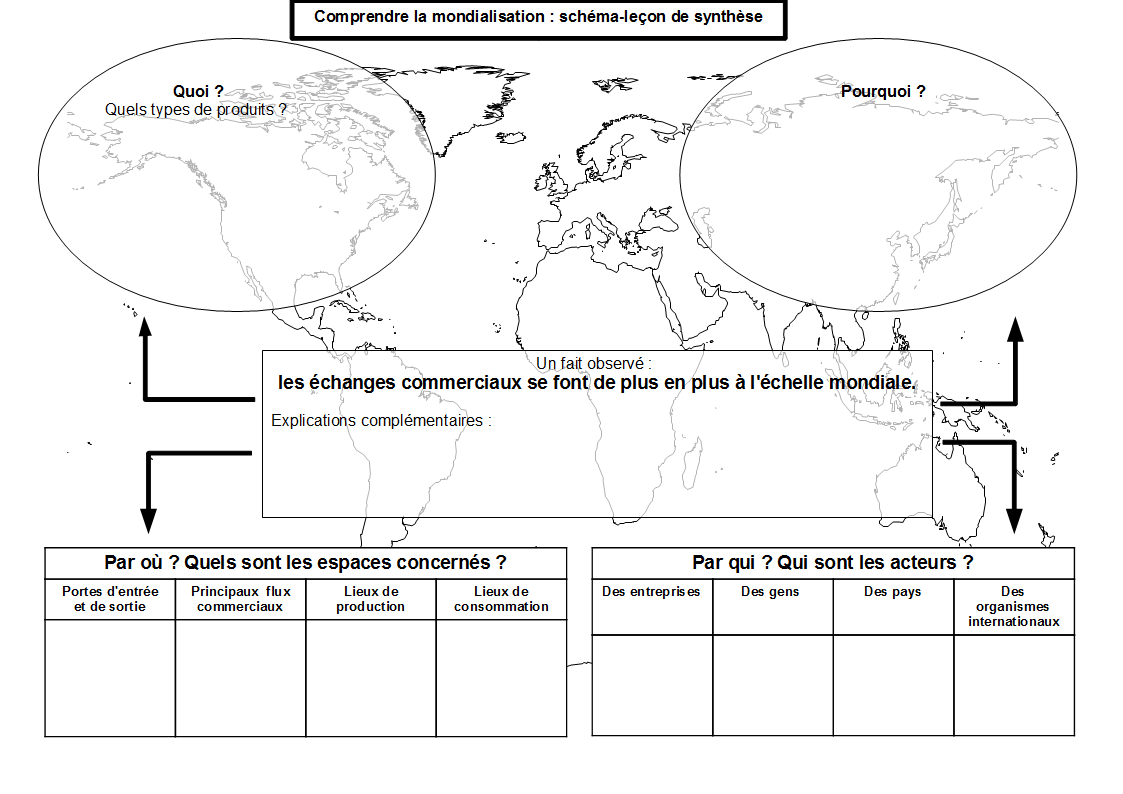 Comprendre la mondialisation : schéma-leçon de synthèse
Quoi ?
Quels types de produits ?
Pourquoi ?
Un fait observé :
les échanges commerciaux se font de plus en plus à l'échelle mondiale.
Explications complémentaires :
Par où ? Quels sont les espaces concernés ?
Portes d'entrée
et de sortie
Principaux flux
commerciaux
Lieux de
production
Lieux de
consommation
Par qui ? Qui sont les acteurs ?
Des entreprises
Des gens
Des pays
Des
organismes
internationaux